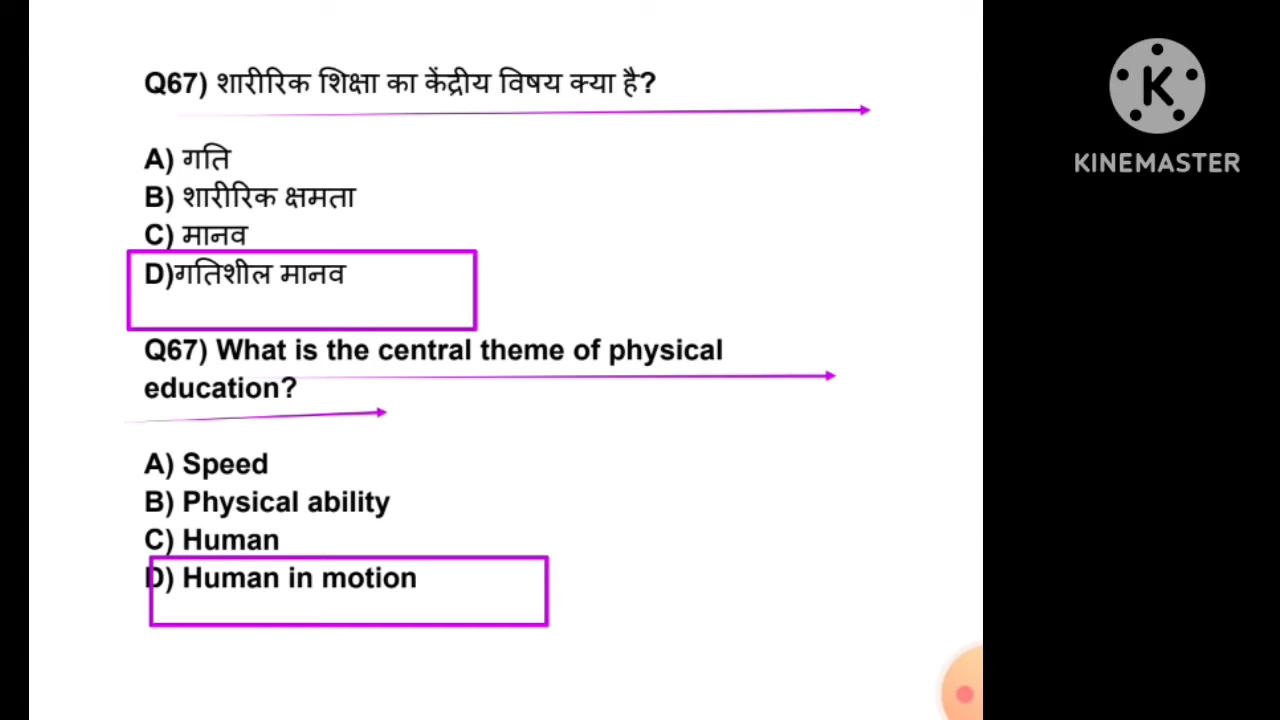 Q67) शारीरिक शिक्षा का केंद्रीय विषय क्या है?
A) गति
B) शारीरिक क्षमता
C) मानव
D)गतिशील मानव
Q67) What is the central theme of physical
education?
A) Speed
B) Physical ability
C) Human
D) Human in motion
K
KINEMASTER